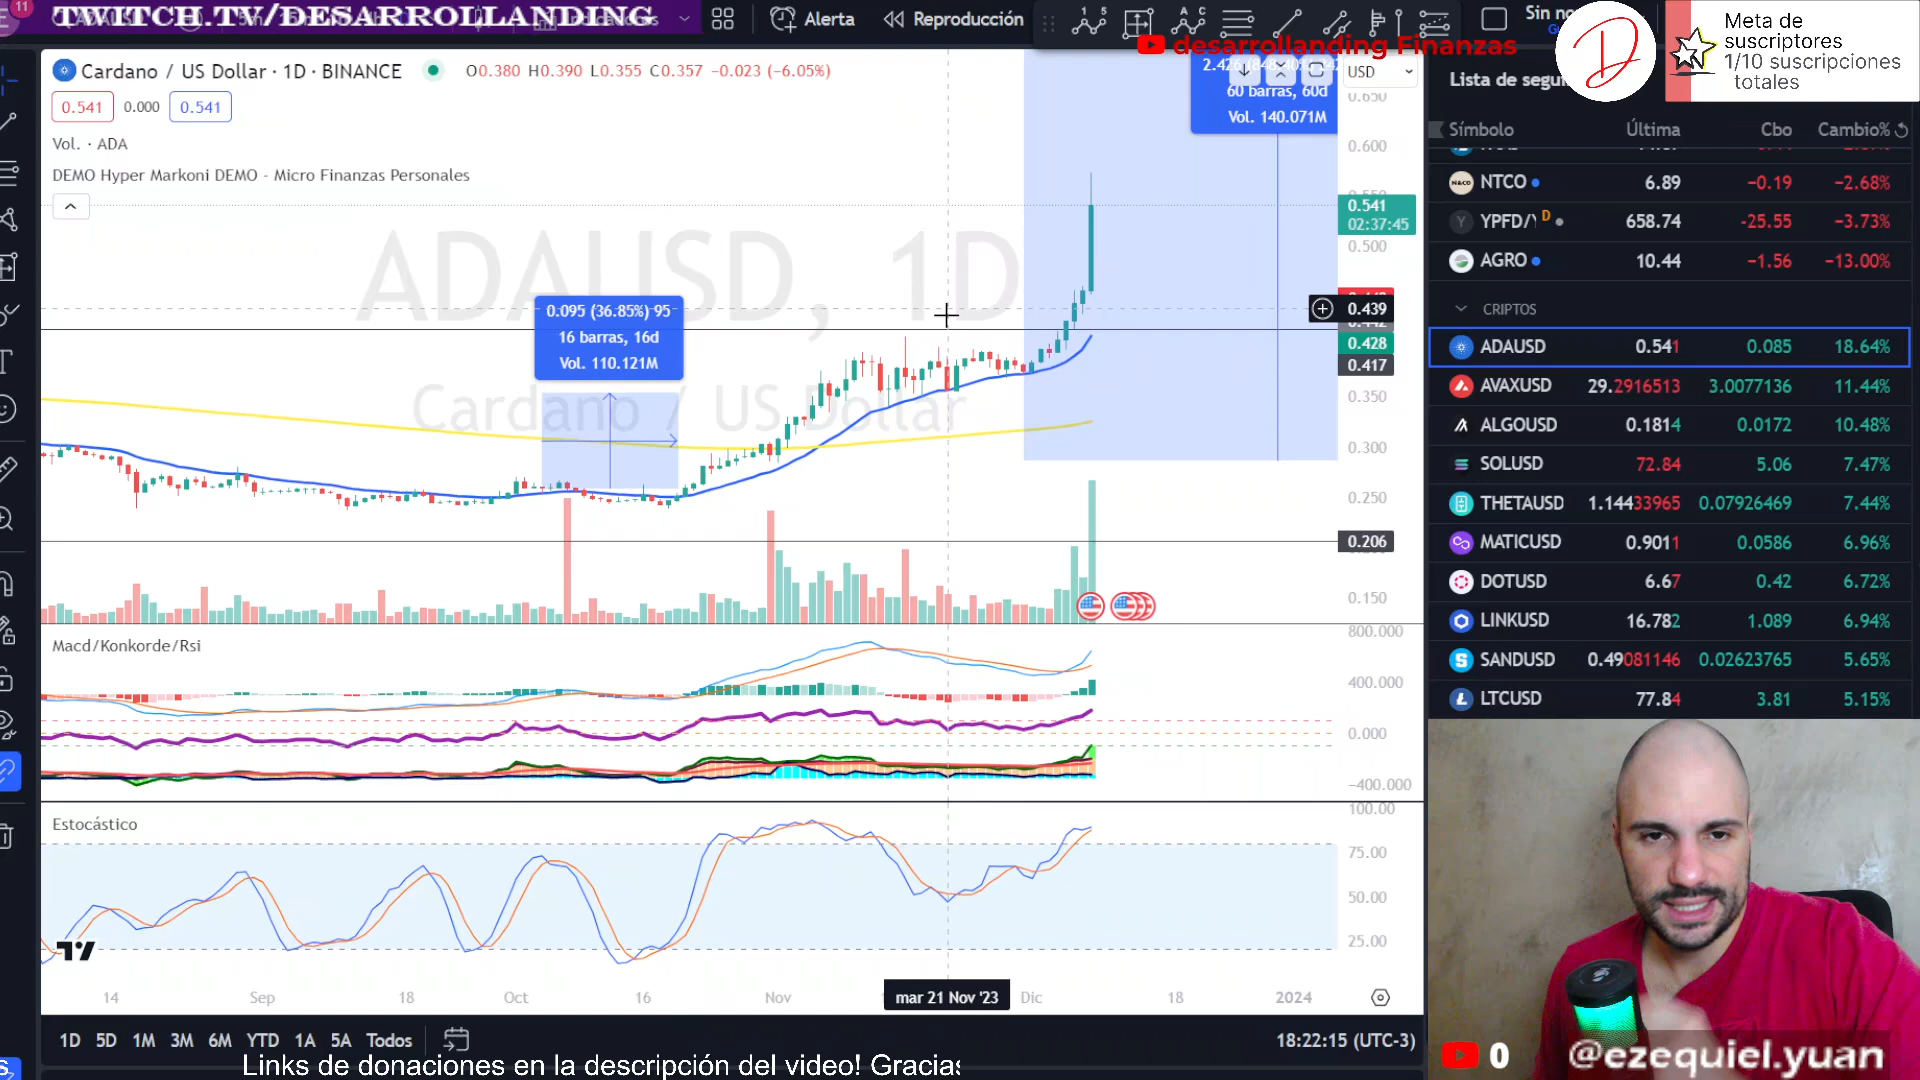 11
TWITCH.TV/DESARROLLANDING
Alerta
Reproducción
Sin no
desarrollanding Finanzas
Meta de
suscriptores
1/10 suscripciones
totales
Cardano / US Dollar · 1D · BINANCE
O0.380 H0.390 L0.355 C0.357 −0.023 (−6.05%)
0.541 0.000 0.541
Vol. · ADA
DEMO Hyper Markoni DEMO - Micro Finanzas Personales
60 barras, 60d
Vol. 140.071M
USD
0.650
0.600
0.541
02:37:45
0.500
0.439
0.428
0.417
0.350
0.300
0.250
0.206
0.150
ADAUSD, 1D
Cardano / US Dollar
0.095 (36.85%) 95
16 barras, 16d
Vol. 110.121M
Macd/Konkorde/Rsi
800.000
400.000
0.000
−400.000
Estocástico
100.00
75.00
50.00
25.00
14 Sep 18 Oct 16 Nov mar 21 Nov '23 Dic 18 2024
1D 5D 1M 3M 6M YTD 1A 5A Todos
18:22:15 (UTC-3)
Links de donaciones en la descripción del video! Gracias
Lista de segui
Símbolo Última Cbo Cambio%
NTCO 6.89 −0.19 −2.68%
YPFD/ D 658.74 −25.55 −3.73%
AGRO 10.44 −1.56 −13.00%
CRIPTOS
ADAUSD 0.541 0.085 18.64%
AVAXUSD 29.2916513 3.0077136 11.44%
ALGOUSD 0.1814 0.0172 10.48%
SOLUSD 72.84 5.06 7.47%
THETAUSD 1.14433965 0.07926469 7.44%
MATICUSD 0.9011 0.0586 6.96%
DOTUSD 6.67 0.42 6.72%
LINKUSD 16.782 1.089 6.94%
SANDUSD 0.49081146 0.02623765 5.65%
LTCUSD 77.84 3.81 5.15%
0
@ezequiel.yuan